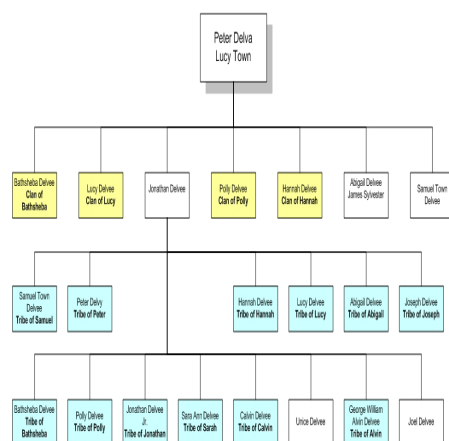 Peter Delva
Lucy Town
Bathsheba Delvee
Clan of
Bathsheba
Lucy Delvee
Clan of Lucy
Jonathan Delvee
Polly Delvee
Clan of Polly
Hannah Delvee
Clan of Hannah
Abigail Delvee
James Sylvester
Samuel Town
Delvee
Samuel Town
Delvee
Tribe of Samuel
Peter Delvy
Tribe of Peter
Hannah Delvee
Tribe of Hannah
Lucy Delvee
Tribe of Lucy
Abigail Delvee
Tribe of Abigail
Joseph Delvee
Tribe of Joseph
Bathsheba Delvee
Tribe of
Bathsheba
Polly Delvee
Tribe of Polly
Jonathan Delvee
Jr.
Tribe of Jonathan
Sara Ann Delvee
Tribe of Sarah
Calvin Delvee
Tribe of Calvin
Urice Delvee
George William
Alvin Delvee
Tribe of Alvin
Joel Delvee